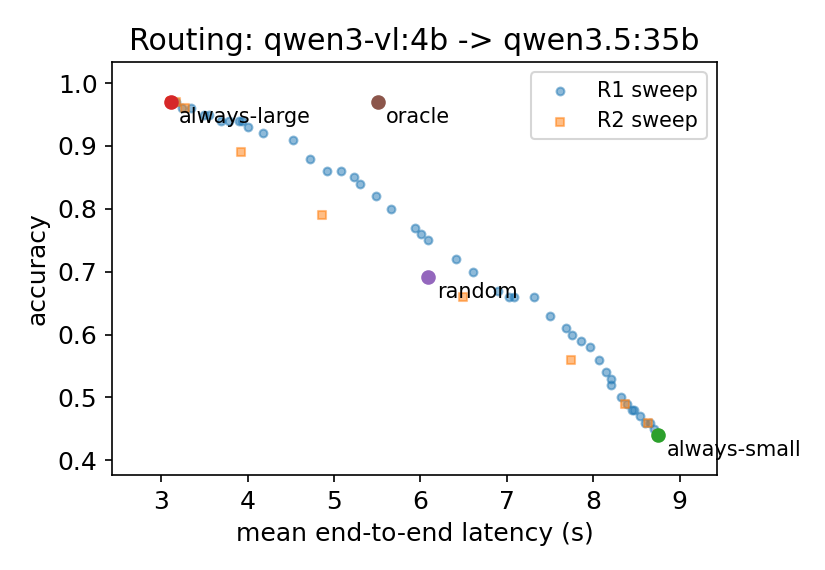 Routing: qwen3-vl:4b -> qwen3.5:35b
1.0
0.9
0.8
0.7
0.6
0.5
0.4
accuracy
always-large
oracle
R1 sweep
R2 sweep
random
always-small
3 4 5 6 7 8 9
mean end-to-end latency (s)